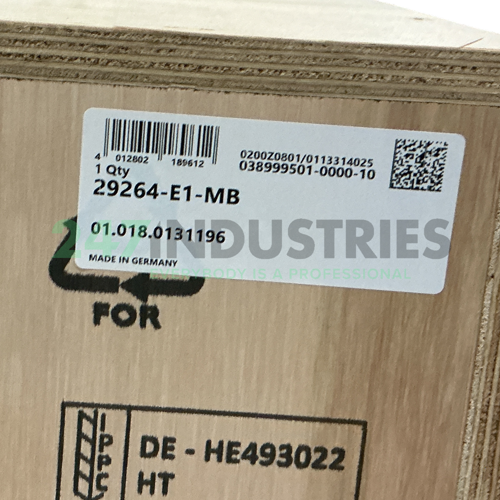 4 012802 189612
0200Z0801/0113314025
038999501-0000-10
1 Qty
29264-E1-MB
01.018.0131196
MADE IN GERMANY
247INDUSTRIES
EVERYBODY IS A PROFESSIONAL
FOR
IPPC
DE - HE493022
HT